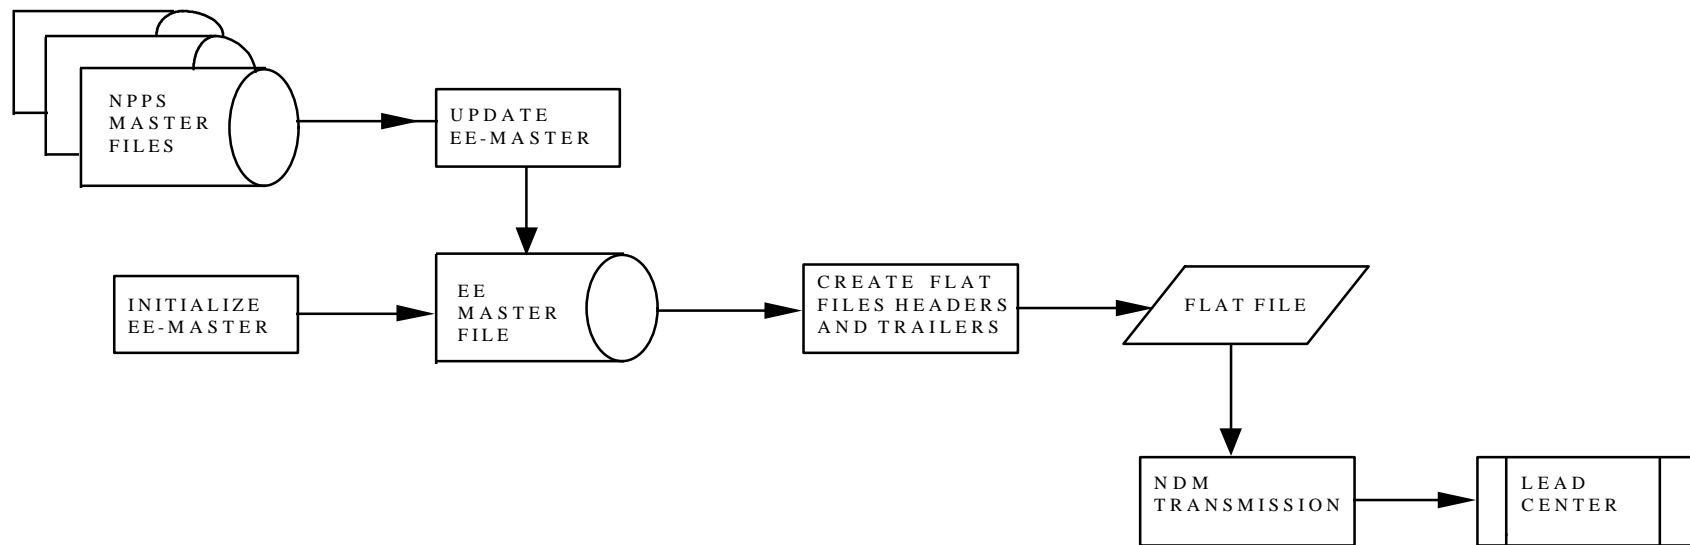 NPPS
MASTER
FILES
UPDATE
EE-MASTER
INITIALIZE
EE-MASTER
EE
MASTER
FILE
CREATE FLAT
FILES HEADERS
AND TRAILERS
FLAT FILE
NDM
TRANSMISSION
LEAD
CENTER